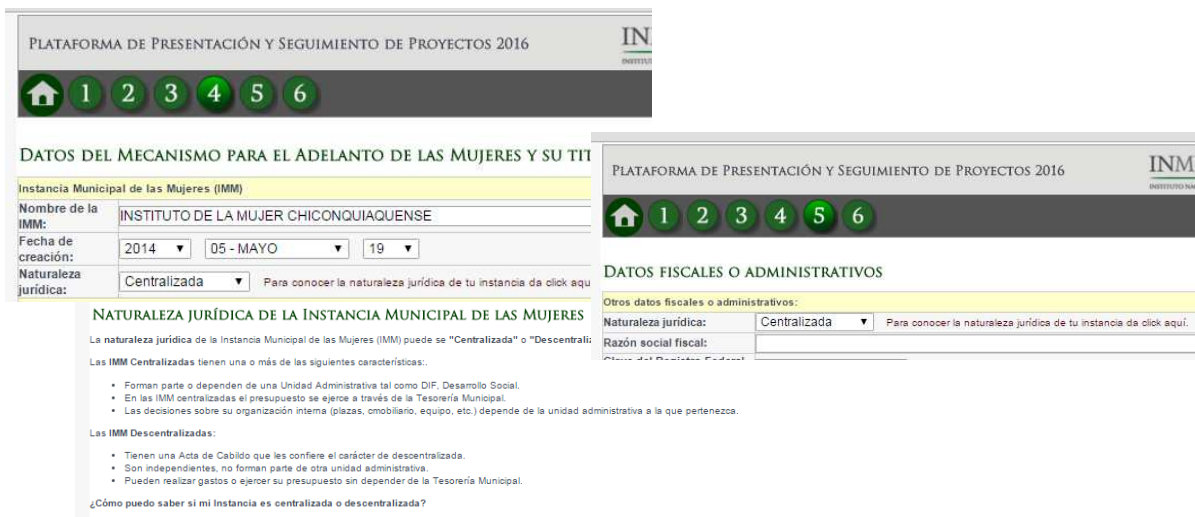 PLATAFORMA DE PRESENTACIÓN Y SEGUIMIENTO DE PROYECTOS 2016
1 2 3 4 5 6
DATOS DEL MECANISMO PARA EL ADELANTO DE LAS MUJERES Y SU
Instancia Municipal de las Mujeres (IMM)
Nombre de la IMM: INSTITUTO DE LA MUJER CHICONQUIAQUENSE
Fecha de creación: 2014 05 - MAYO 19
Naturaleza jurídica: Centralizada Para conocer la naturaleza jurídica de tu instancia da click
NATURALEZA JURÍDICA DE LA INSTANCIA MUNICIPAL DE LAS MUJERES
La naturaleza jurídica de la Instancia Municipal de las Mujeres (IMM) puede se "Centralizada" o
Las IMM Centralizadas tienen una o más de las siguientes características:.
Forman parte o dependen de una Unidad Administrativa tal como DIF, Desarrollo Social.
En las IMM centralizadas el presupuesto se ejerce a través de la Tesorería Municipal.
Las decisiones sobre su organización interna (plazas, cmobiliario, equipo, etc.) depende de la unidad administrativa a la que pertenezca.
Las IMM Descentralizadas:
Tienen una Acta de Cabildo que les confiere el carácter de descentralizada.
Son independientes, no forman parte de otra unidad administrativa.
Pueden realizar gastos o ejercer su presupuesto sin depender de la Tesorería Municipal.
¿Cómo puedo saber si mi Instancia es centralizada o descentralizada?
PLATAFORMA DE PRESENTACIÓN Y SEGUIMIENTO DE PROYECTOS 2016
1 2 3 4 5 6
DATOS FISCALES O ADMINISTRATIVOS
Otros datos fiscales o administrativos:
Naturaleza jurídica: Centralizada Para conocer la naturaleza jurídica de tu instancia da click aquí.
Razón social fiscal: